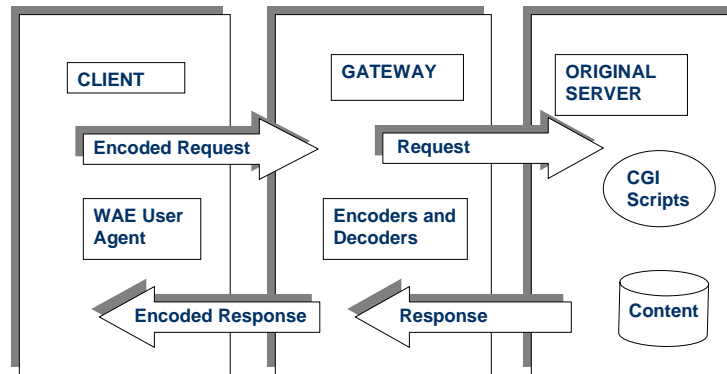 CLIENT
GATEWAY
ORIGINAL
SERVER
Encoded Request
Request
CGI
Scripts
WAE User
Agent
Encoders and
Decoders
Encoded Response
Response
Content